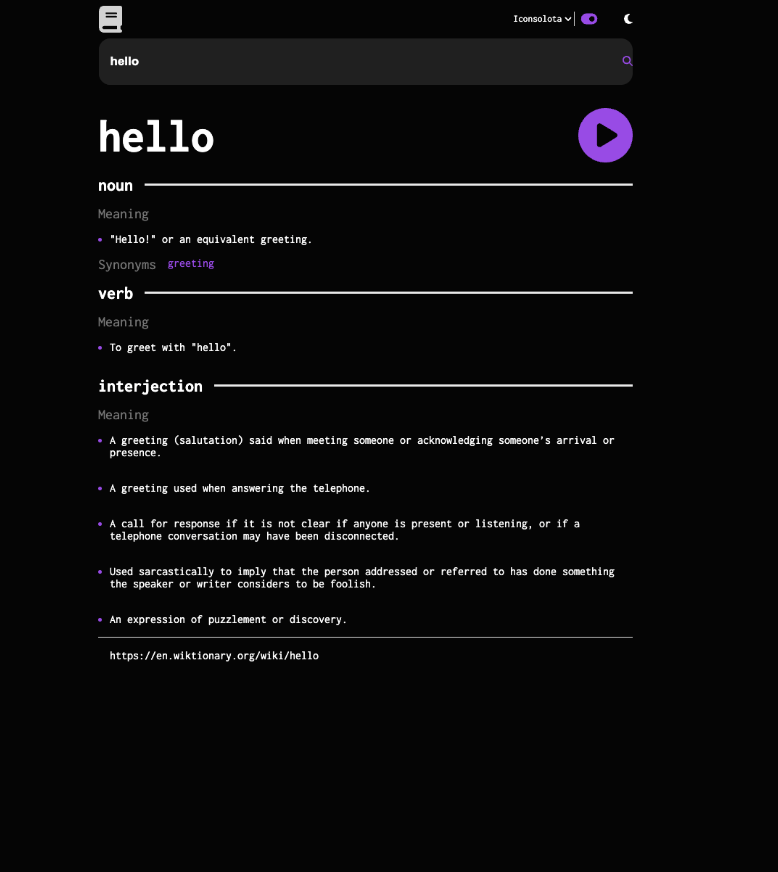 Iconsolota
hello
hello
noun
Meaning
"Hello!" or an equivalent greeting.
Synonyms greeting
verb
Meaning
To greet with "hello".
interjection
Meaning
A greeting (salutation) said when meeting someone or acknowledging someone's arrival or
presence.
A greeting used when answering the telephone.
A call for response if it is not clear if anyone is present or listening, or if a
telephone conversation may have been disconnected.
Used sarcastically to imply that the person addressed or referred to has done something
the speaker or writer considers to be foolish.
An expression of puzzlement or discovery.
https://en.wiktionary.org/wiki/hello